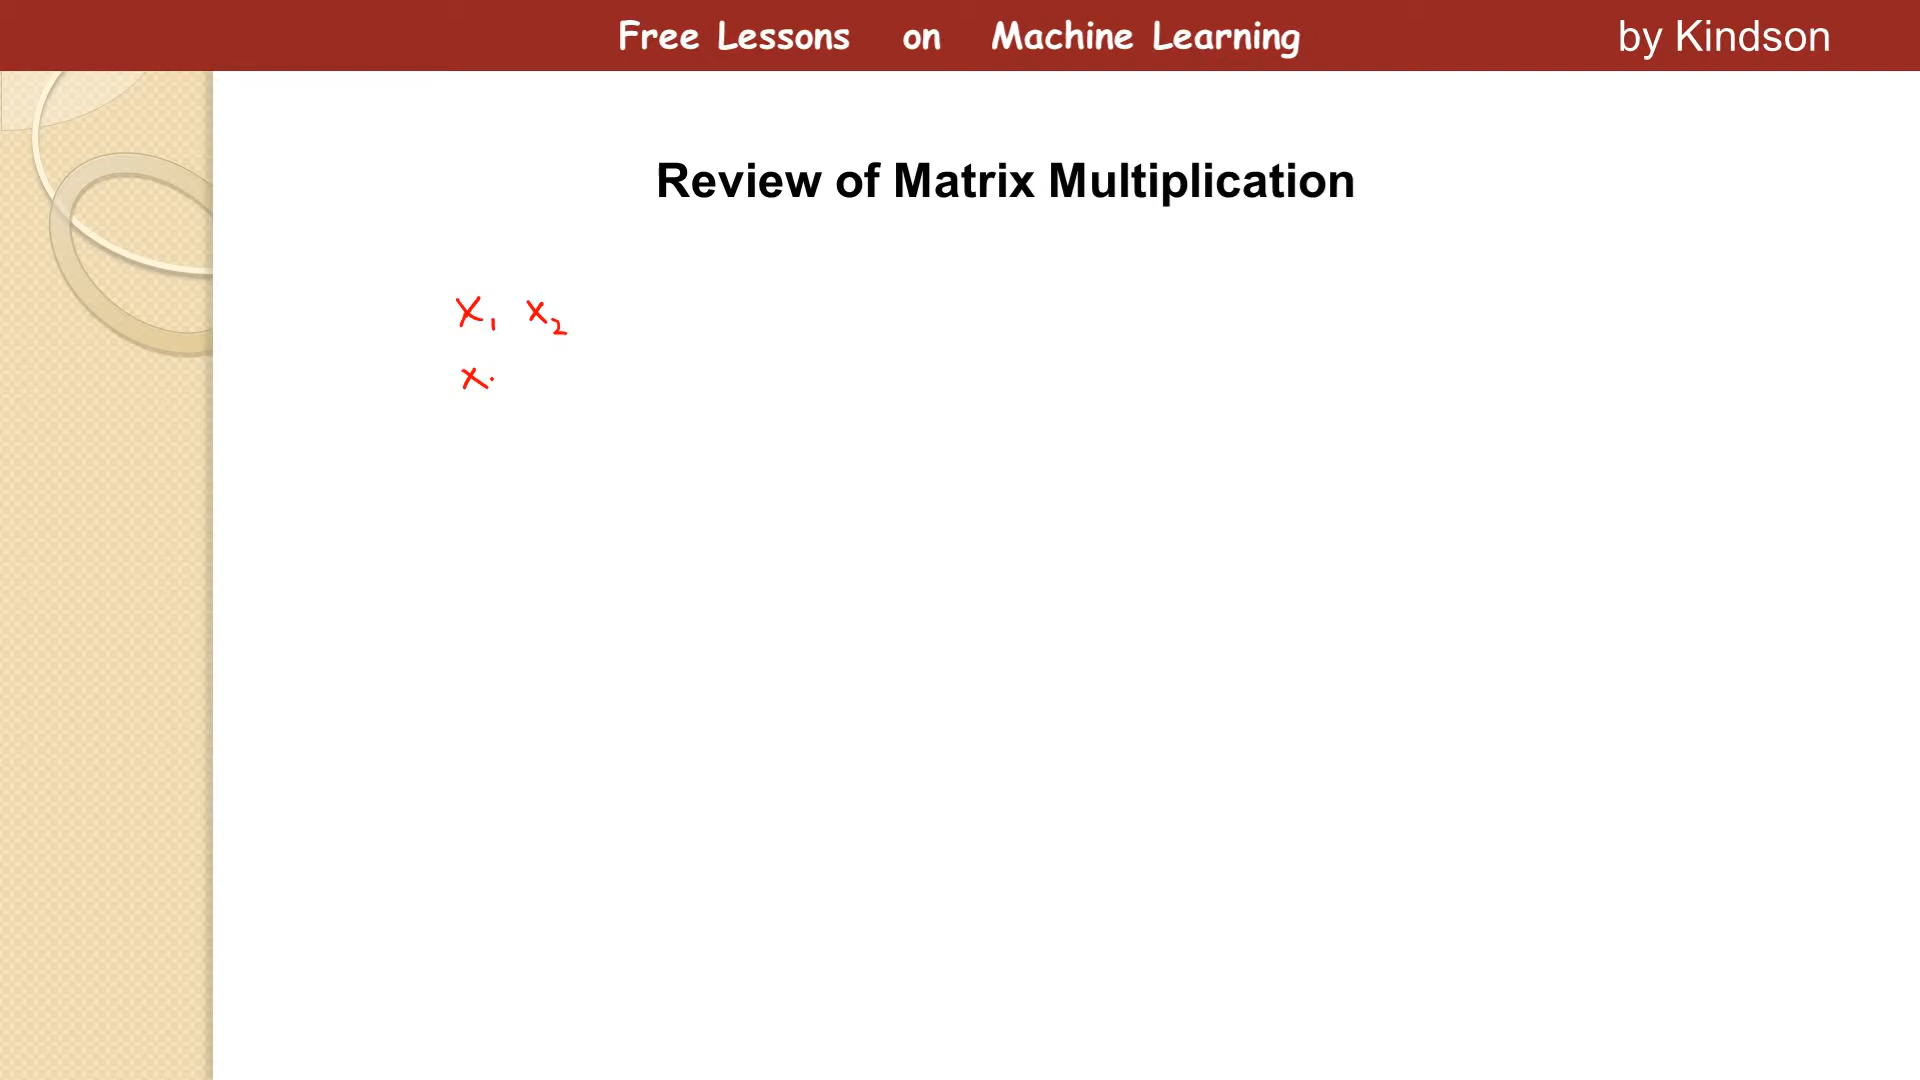 Free Lessons on Machine Learning by Kindson
Review of Matrix Multiplication
x₁ x₂
x